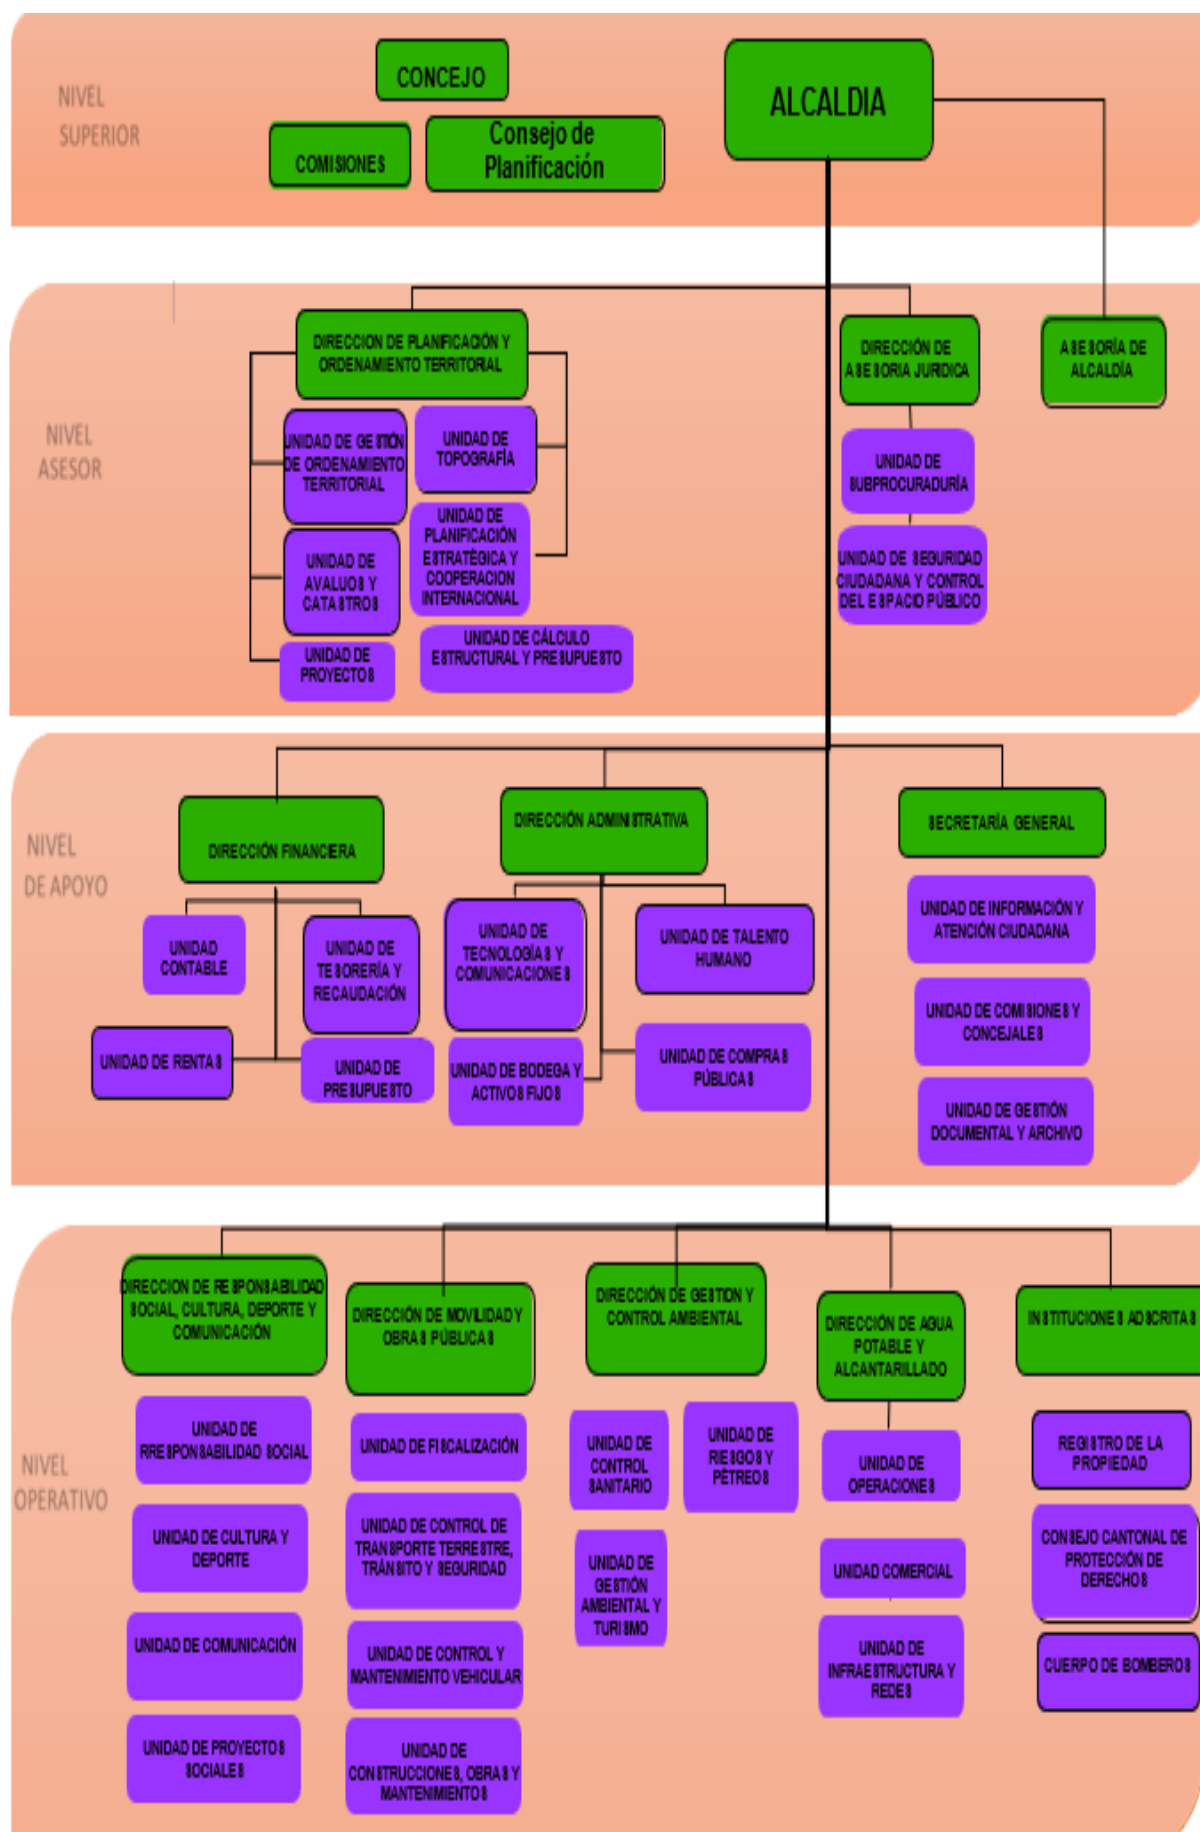 NIVEL
SUPERIOR
CONCEJO
COMISIONES
Consejo de
Planificación
ALCALDIA
NIVEL
ASESOR
DIRECCION DE PLANIFICACIÓN Y
ORDENAMIENTO TERRITORIAL
DIRECCIÓN DE
ASESORIA JURIDICA
ASESORÍA DE
ALCALDÍA
UNIDAD DE GESTIÓN
DE ORDENAMIENTO
TERRITORIAL
UNIDAD DE
TOPOGRAFÍA
UNIDAD DE
AVALUOS Y
CATASTROS
UNIDAD DE
PLANIFICACIÓN
ESTRATÈGICA Y
COOPERACION
INTERNACIONAL
UNIDAD DE
PROYECTOS
UNIDAD DE CÁLCULO
ESTRUCTURAL Y PRESUPUESTO
UNIDAD DE
SUBPROCURADURÍA
UNIDAD DE SEGURIDAD
CIUDADANA Y CONTROL
DEL ESPACIO PÚBLICO
NIVEL
DE APOYO
DIRECCIÓN FINANCIERA
DIRECCIÓN ADMINISTRATIVA
SECRETARÍA GENERAL
UNIDAD
CONTABLE
UNIDAD DE
TESORERÍA Y
RECAUDACIÓN
UNIDAD DE RENTAS
UNIDAD DE
PRESUPUESTO
UNIDAD DE
TECNOLOGÍAS Y
COMUNICACIONES
UNIDAD DE TALENTO
HUMANO
UNIDAD DE BODEGA Y
ACTIVOS FIJOS
UNIDAD DE COMPRAS
PÚBLICAS
UNIDAD DE INFORMACIÓN Y
ATENCIÓN CIUDADANA
UNIDAD DE COMISIONES Y
CONCEJALES
UNIDAD DE GESTIÓN
DOCUMENTAL Y ARCHIVO
NIVEL
OPERATIVO
DIRECCION DE RESPONSABILIDAD
SOCIAL, CULTURA, DEPORTE Y
COMUNICACIÓN
DIRECCIÓN DE MOVILIDAD Y
OBRAS PÚBLICAS
DIRECCIÓN DE GESTION Y
CONTROL AMBIENTAL
DIRECCIÓN DE AGUA
POTABLE Y
ALCANTARILLADO
INSTITUCIONES ADSCRITAS
UNIDAD DE
RRESPONSABILIDAD SOCIAL
UNIDAD DE CULTURA Y
DEPORTE
UNIDAD DE COMUNICACIÓN
UNIDAD DE PROYECTOS
SOCIALES
UNIDAD DE FISCALIZACIÓN
UNIDAD DE CONTROL DE
TRANSPORTE TERRESTRE,
TRÁNSITO Y SEGURIDAD
UNIDAD DE CONTROL Y
MANTENIMIENTO VEHICULAR
UNIDAD DE
CONSTRUCCIONES, OBRAS Y
MANTENIMIENTOS
UNIDAD DE
CONTROL
SANITARIO
UNIDAD DE
RIESGOS Y
PÉTREOS
UNIDAD DE
GESTIÓN
AMBIENTAL Y
TURISMO
UNIDAD DE
OPERACIONES
UNIDAD COMERCIAL
UNIDAD DE
INFRAESTRUCTURA Y
REDES
REGISTRO DE LA
PROPIEDAD
CONSEJO CANTONAL DE
PROTECCIÓN DE
DERECHOS
CUERPO DE BOMBEROS